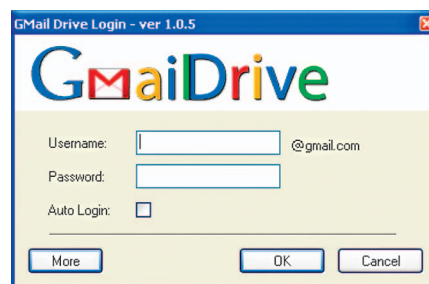 GMail Drive Login - ver 1.0.5
GmailDrive
Username:
@gmail.com
Password:
Auto Login:
More
OK
Cancel